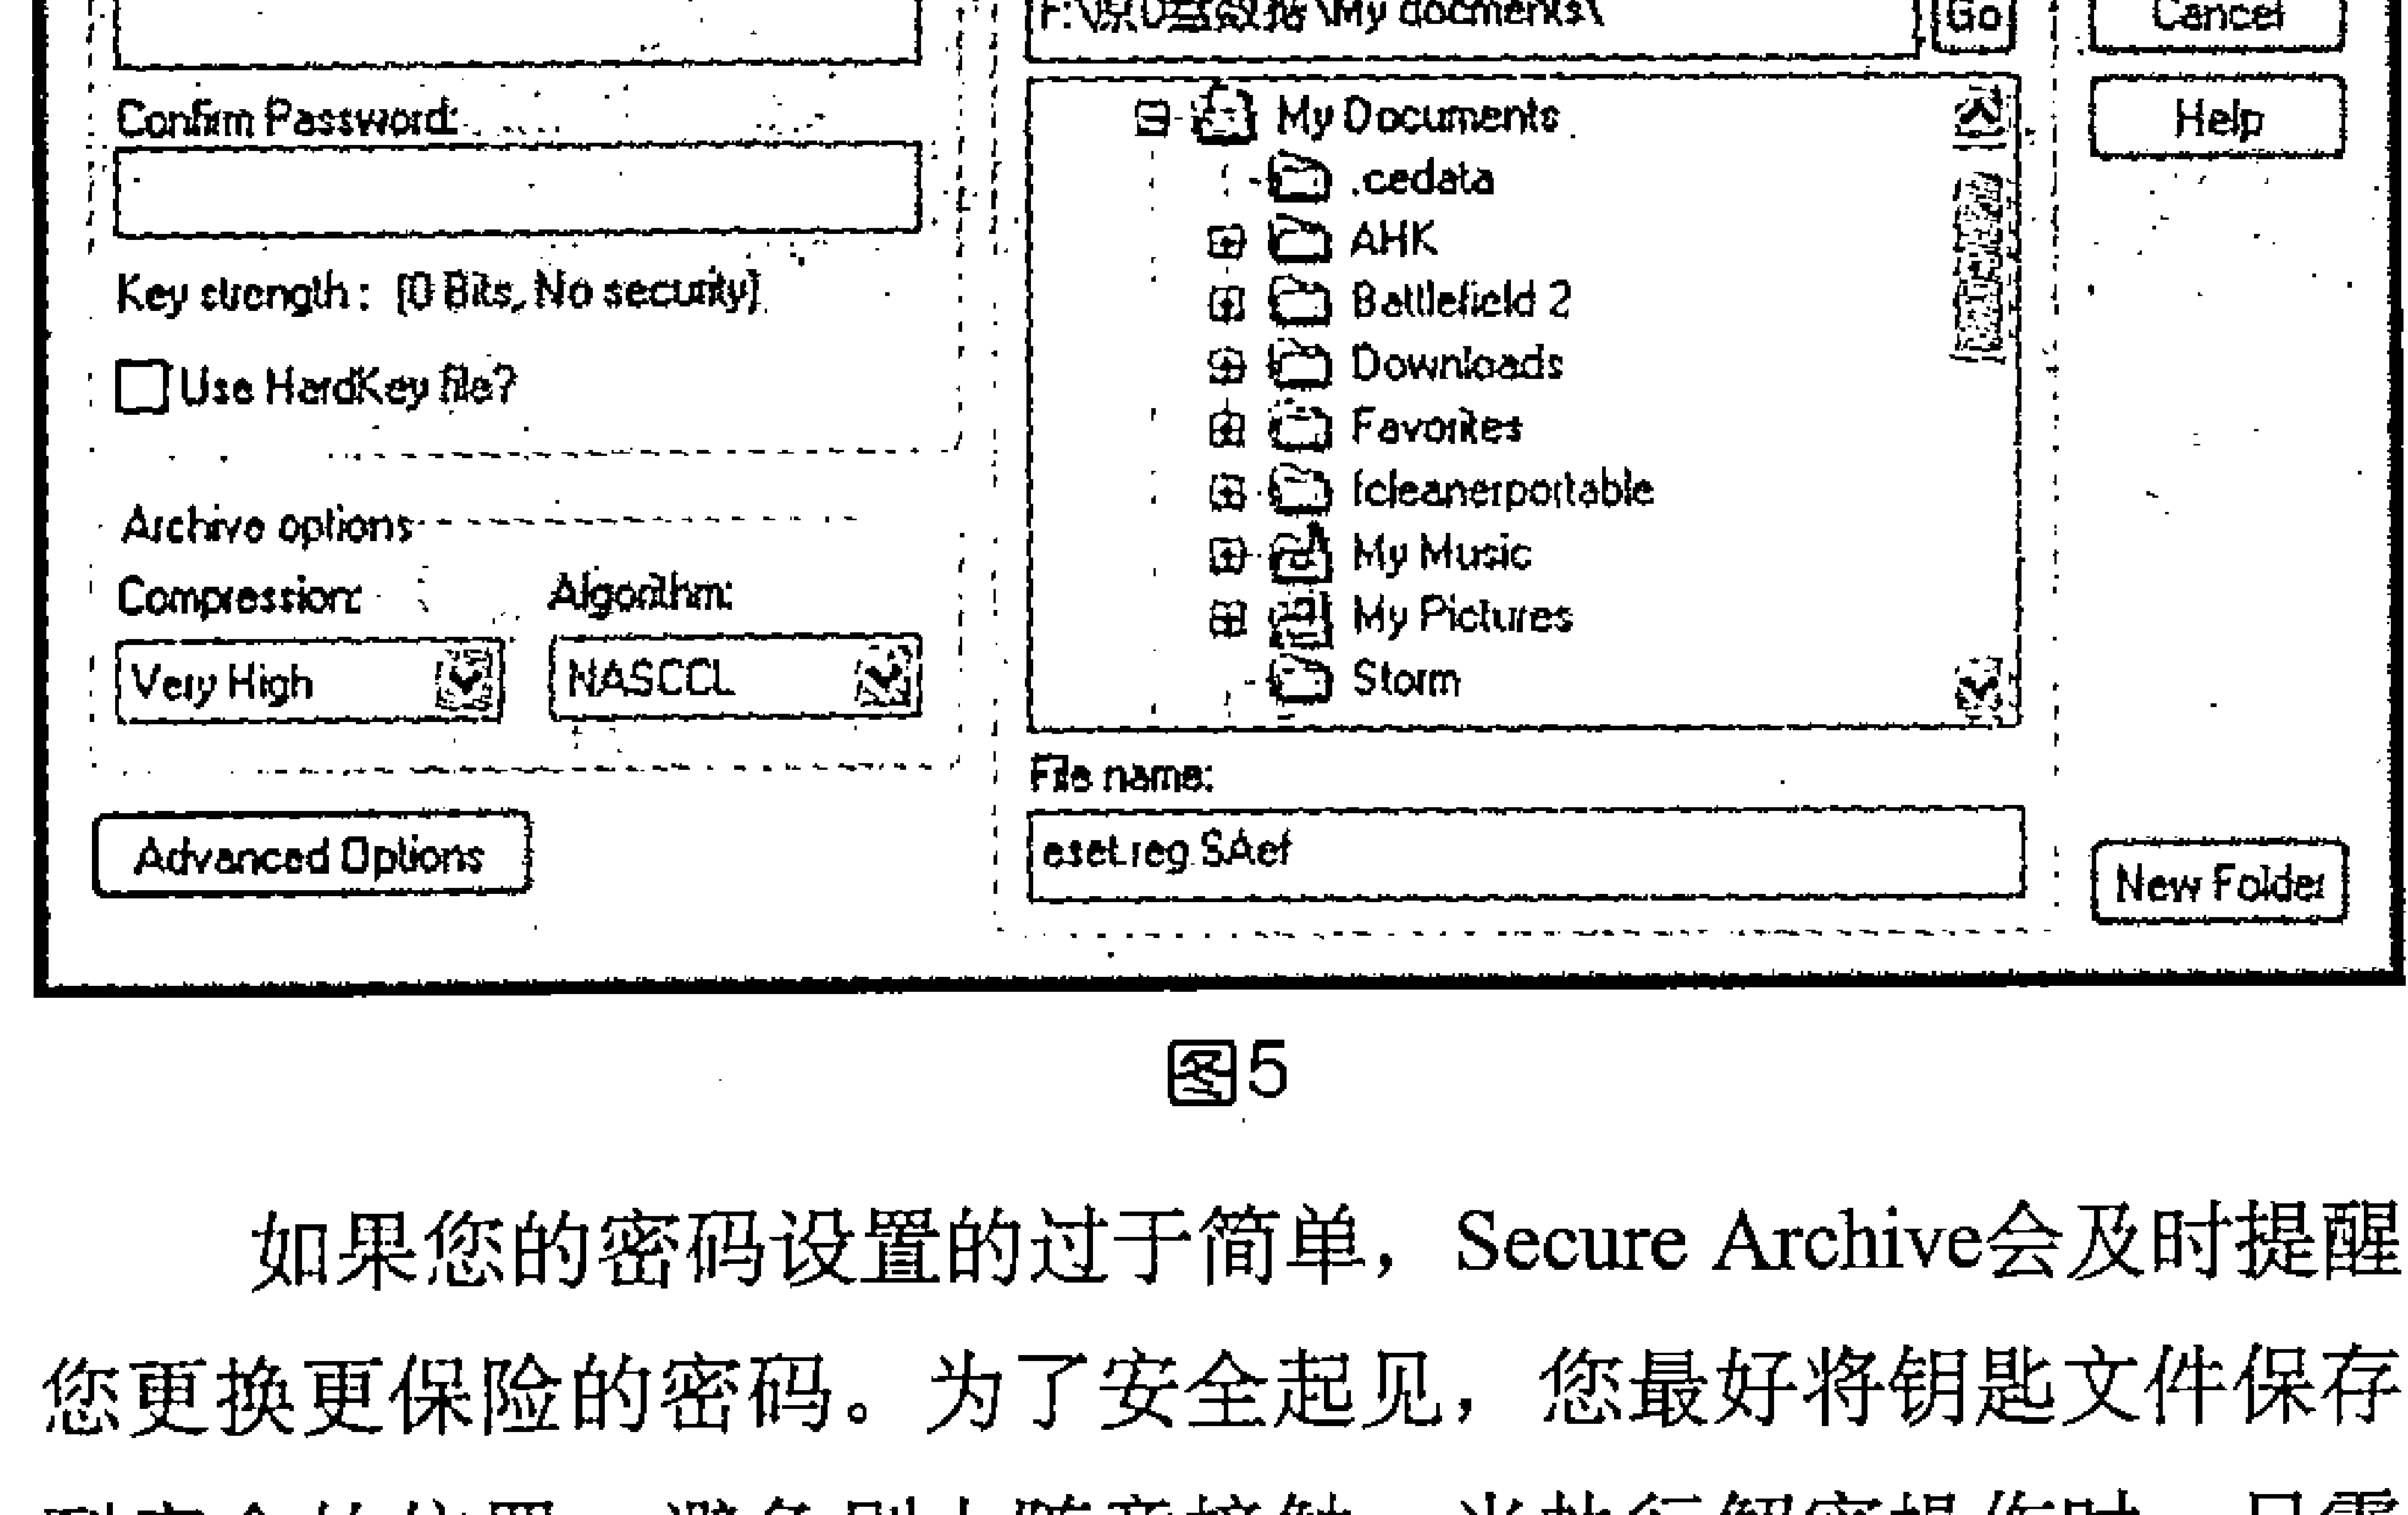 \My docments\
Go
Cancel
Confirm Password:
My Documents
Help
.cedata
AHK
Key strength: [0 Bits, No security]
Battlefield 2
Downloads
Use HardKey file?
Favorites
fcleanerportable
Archive options
My Music
Compression:
Algorithm:
My Pictures
Very High
NASCCL
Storm
File name:
Advanced Options
eset.reg.SAef
New Folder
图5
如果您的密码设置的过于简单，Secure Archive会及时提醒
您更换更保险的密码。为了安全起见，您最好将钥匙文件保存